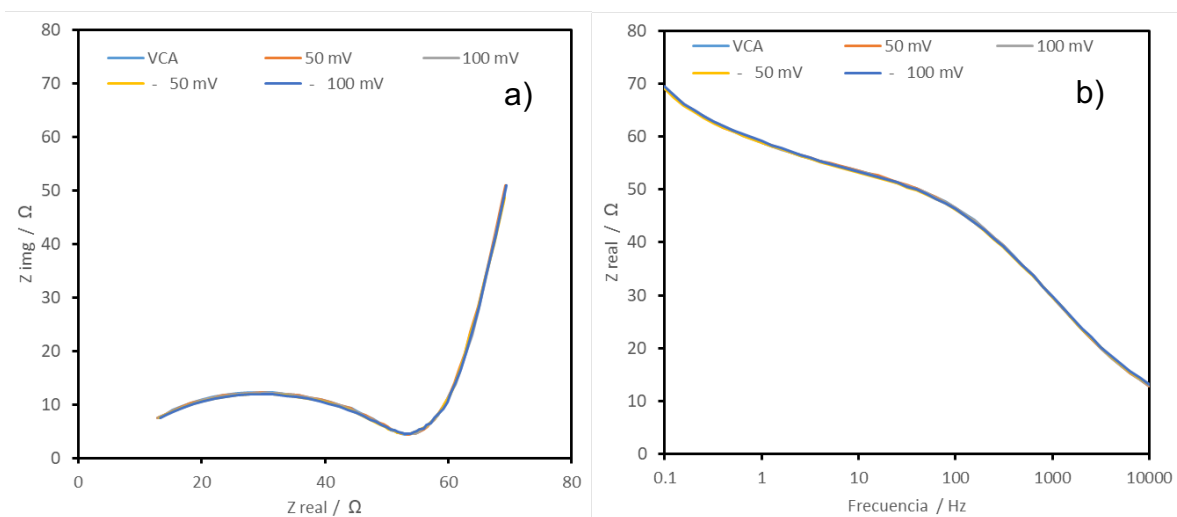 VCA 50 mV 100 mV
- 50 mV - 100 mV
a)
80
70
60
50
40
30
20
10
0
Z img / Ω
0 20 40 60 80
Z real / Ω
VCA 50 mV 100 mV
- 50 mV - 100 mV
b)
80
70
60
50
40
30
20
10
0
Z real / Ω
0.1 1 10 100 1000 10000
Frecuencia / Hz